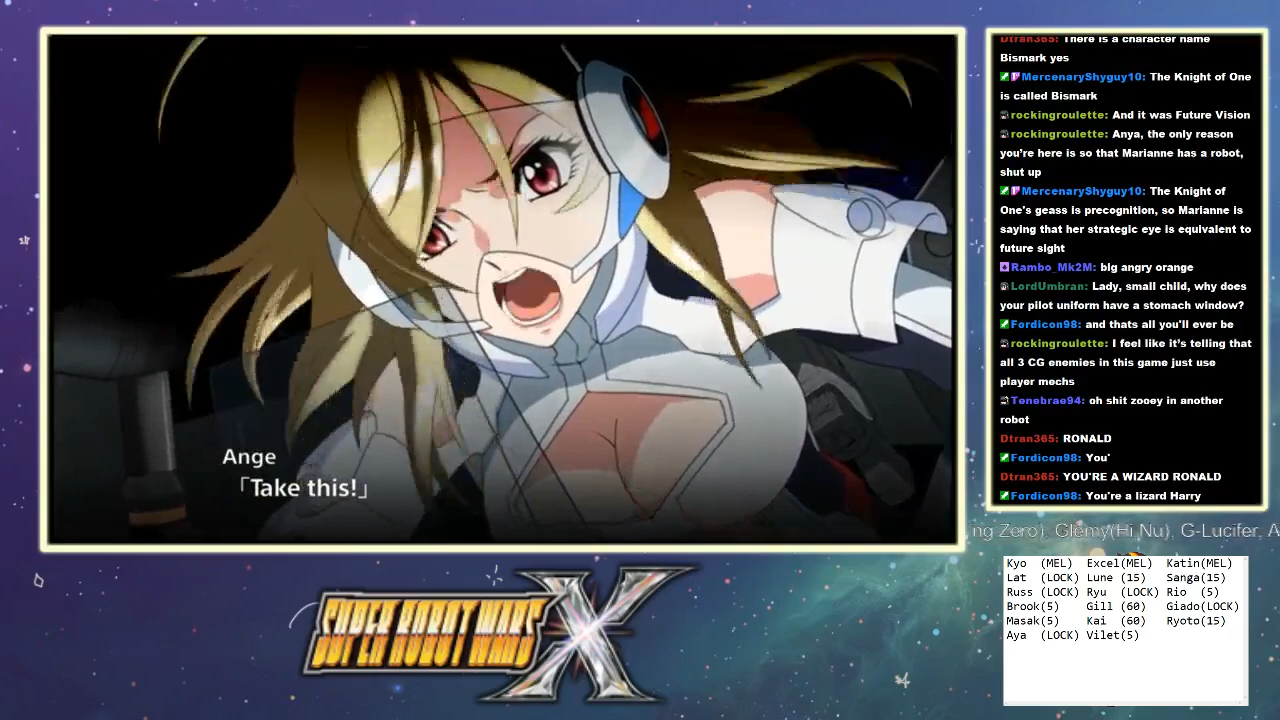 Ange
「Take this!」
SUPER ROBOT WARS X
Dtran365: There is a character name
Bismark yes
MercenaryShyguy10: The Knight of One
is called Bismark
rockingroulette: And it was Future Vision
rockingroulette: Anya, the only reason
you're here is so that Marianne has a robot,
shut up
MercenaryShyguy10: The Knight of
One's geass is precognition, so Marianne is
saying that her strategic eye is equivalent to
future sight
Rambo_Mk2M: big angry orange
LordUmbran: Lady, small child, why does
your pilot uniform have a stomach window?
Fordicon98: and thats all you'll ever be
rockingroulette: I feel like it's telling that
all 3 CG enemies in this game just use
player mechs
Tenebrae94: oh shit zooey in another
robot
Dtran365: RONALD
Fordicon98: You'
Dtran365: YOU'RE A WIZARD RONALD
Fordicon98: You're a lizard Harry
ng Zero), Glemy(Hi Nu), G-Lucifer, A
Kyo (MEL) Excel(MEL) Katin(MEL)
Lat (LOCK) Lune (15) Sanga(15)
Russ (LOCK) Ryu (LOCK) Rio (5)
Brook(5) Gill (60) Giado(LOCK)
Masak(5) Kai (60) Ryoto(15)
Aya (LOCK) Vilet(5)